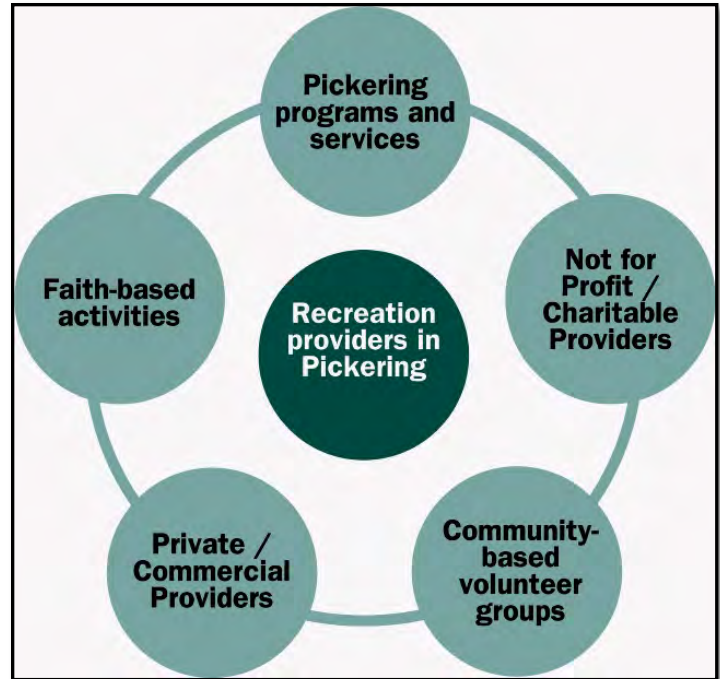 Pickering
programs and
services
Not for
Profit /
Charitable
Providers
Community-
based
volunteer
groups
Private /
Commercial
Providers
Faith-based
activities
Recreation
providers in
Pickering